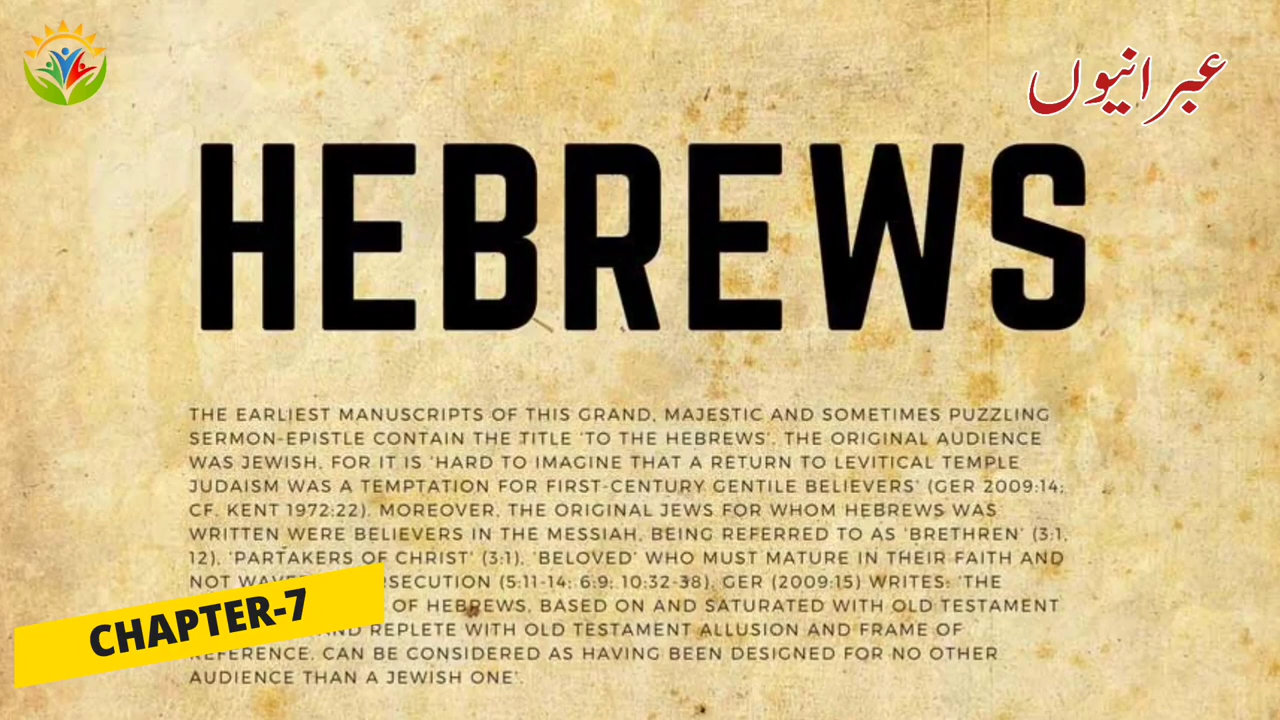 عبرانیوں
HEBREWS
THE EARLIEST MANUSCRIPTS OF THIS GRAND, MAJESTIC AND SOMETIMES PUZZLING
SERMON-EPISTLE CONTAIN THE TITLE 'TO THE HEBREWS'. THE ORIGINAL AUDIENCE
WAS JEWISH, FOR IT IS 'HARD TO IMAGINE THAT A RETURN TO LEVITICAL TEMPLE
JUDAISM WAS A TEMPTATION FOR FIRST-CENTURY GENTILE BELIEVERS' (GER 2009:14;
CF. KENT 1972:22). MOREOVER, THE ORIGINAL JEWS FOR WHOM HEBREWS WAS
WRITTEN WERE BELIEVERS IN THE MESSIAH, BEING REFERRED TO AS 'BRETHREN' (3:1,
12), 'PARTAKERS OF CHRIST' (3:1), 'BELOVED' WHO MUST MATURE IN THEIR FAITH AND
NOT (5:11-14; 6:9; 10:32-38). GER (2009:15) WRITES: 'THE
OF HEBREWS, BASED ON AND SATURATED WITH OLD TESTAMENT
REPLETE WITH OLD TESTAMENT ALLUSION AND FRAME OF
REFERENCE, CAN BE CONSIDERED AS HAVING BEEN DESIGNED FOR NO OTHER
AUDIENCE THAN A JEWISH ONE'.
CHAPTER-7